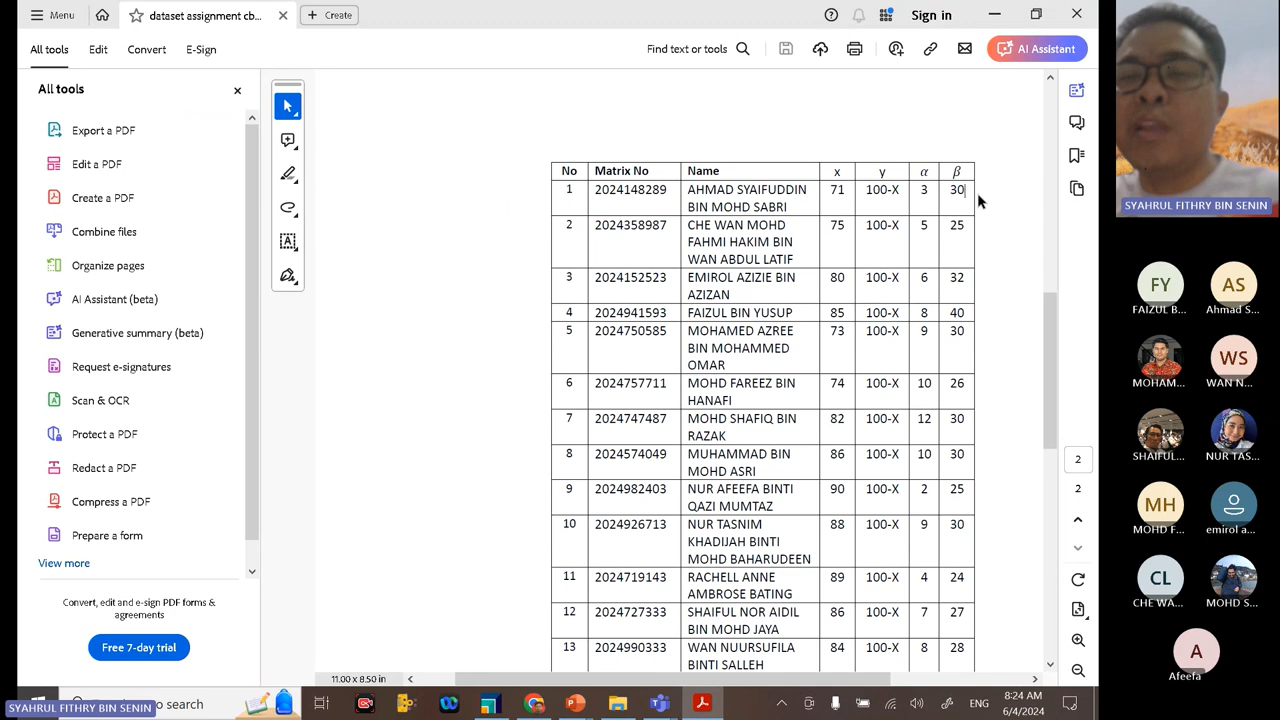 Menu
dataset assignment cb...
Create
Sign in
All tools
Edit
Convert
E-Sign
Find text or tools
AI Assistant
All tools
Export a PDF
Edit a PDF
Create a PDF
Combine files
Organize pages
AI Assistant (beta)
Generative summary (beta)
Request e-signatures
Scan & OCR
Protect a PDF
Redact a PDF
Compress a PDF
Prepare a form
View more
Convert, edit and e-sign PDF forms &
agreements
Free 7-day trial
No Matrix No Name x y α β
1 2024148289 AHMAD SYAIFUDDIN 71 100-X 3 30
BIN MOHD SABRI
2 2024358987 CHE WAN MOHD 75 100-X 5 25
FAHMI HAKIM BIN
WAN ABDUL LATIF
3 2024152523 EMIROL AZIZIE BIN 80 100-X 6 32
AZIZAN
4 2024941593 FAIZUL BIN YUSUP 85 100-X 8 40
5 2024750585 MOHAMED AZREE 73 100-X 9 30
BIN MOHAMMED
OMAR
6 2024757711 MOHD FAREEZ BIN 74 100-X 10 26
HANAFI
7 2024747487 MOHD SHAFIQ BIN 82 100-X 12 30
RAZAK
8 2024574049 MUHAMMAD BIN 86 100-X 10 30
MOHD ASRI
9 2024982403 NUR AFEEFA BINTI 90 100-X 2 25
QAZI MUMTAZ
10 2024926713 NUR TASNIM 88 100-X 9 30
KHADIJAH BINTI
MOHD BAHARUDEEN
11 2024719143 RACHELL ANNE 89 100-X 4 24
AMBROSE BATING
12 2024727333 SHAIFUL NOR AIDIL 86 100-X 7 27
BIN MOHD JAYA
13 2024990333 WAN NUURSUFILA 84 100-X 8 28
BINTI SALLEH
2
2
11.00 x 8.50 in
SYAHRUL FITHRY BIN SENIN
FY
FAIZUL B...
AS
Ahmad S...
MOHAM...
WS
WAN N...
SHAIFUL...
NUR TAS...
MH
MOHD F...
emirol a...
CL
CHE WA...
MOHD S...
A
Afeefa
SYAHRUL FITHRY BIN SENIN
search
ENG
8:24 AM
6/4/2024